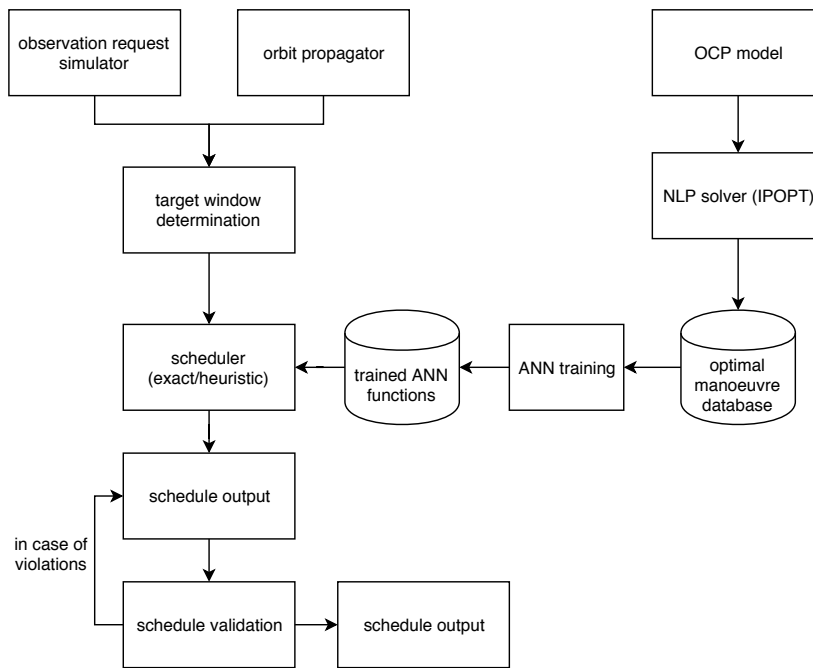 observation request
simulator
orbit propagator
OCP model
target window
determination
NLP solver (IPOPT)
scheduler
(exact/heuristic)
trained ANN
functions
ANN training
optimal
manoeuvre
database
schedule output
in case of
violations
schedule validation
schedule output